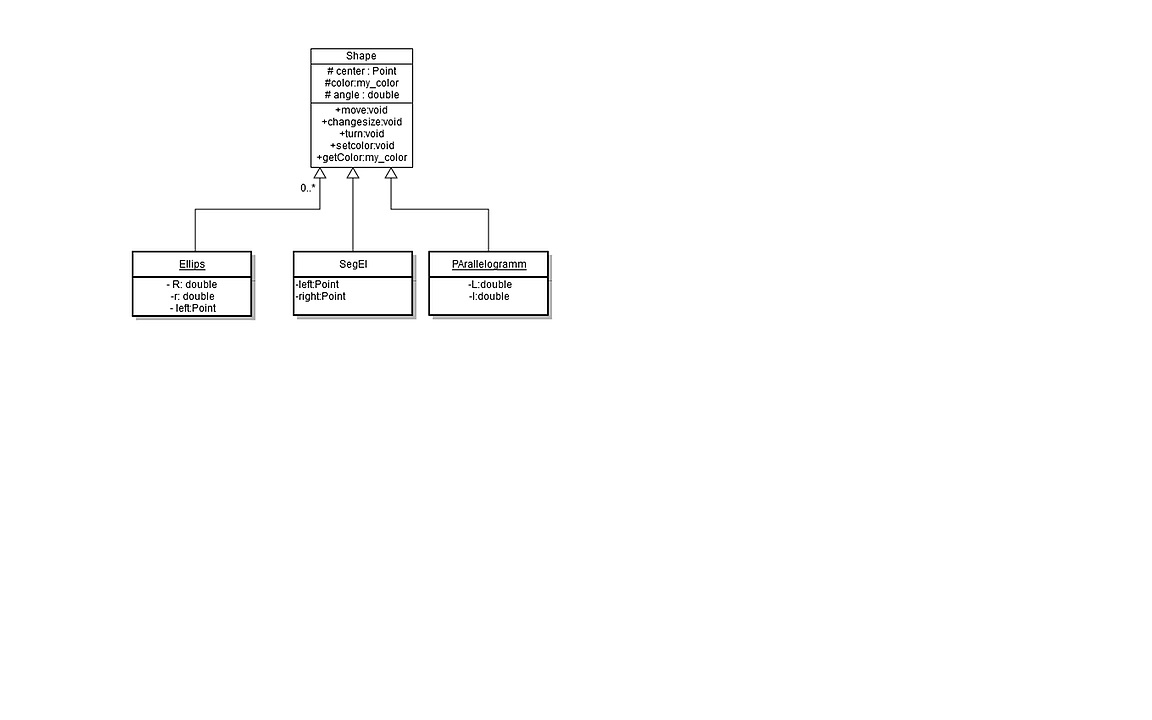 Shape
# center : Point
#color:my_color
# angle : double
+move:void
+changesize:void
+turn:void
+setcolor:void
+getColor:my_color
0..*
Ellips
- R: double
-r: double
- left:Point
SegEl
-left:Point
-right:Point
PArallelogramm
-L:double
-l:double